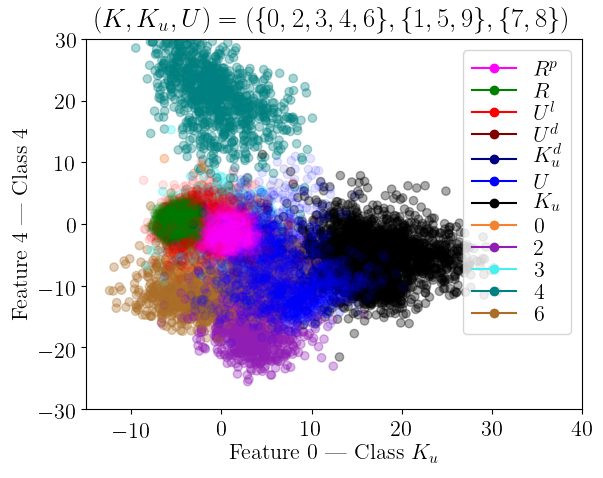 (K, K_u, U) = ({0, 2, 3, 4, 6}, {1, 5, 9}, {7, 8})
R^p
R
U^l
U^d
K_u^d
U
K_u
0
2
3
4
6
Feature 4 — Class 4
30
20
10
0
−10
−20
−30
−10 0 10 20 30 40
Feature 0 — Class K_u